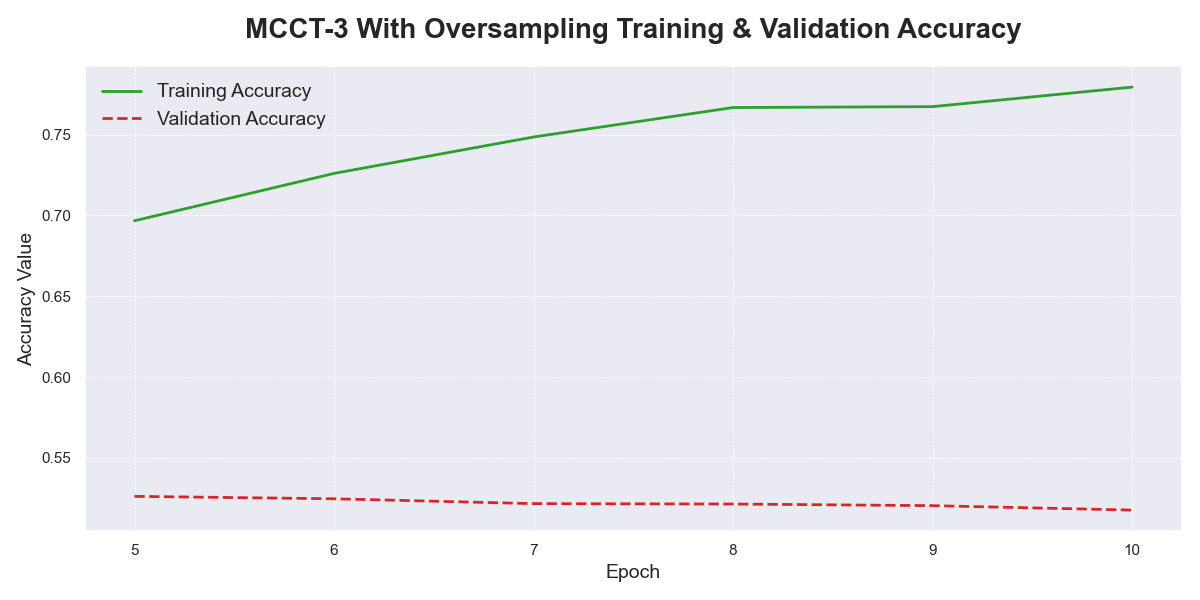 MCCT-3 With Oversampling Training & Validation Accuracy
Training Accuracy
Validation Accuracy
Accuracy Value
0.75
0.70
0.65
0.60
0.55
5 6 7 8 9 10
Epoch